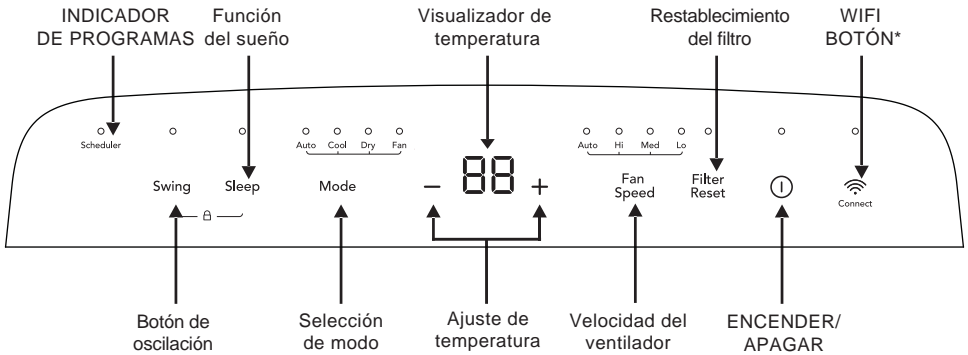 INDICADOR
DE PROGRAMAS
Función
del sueño
Visualizador de
temperatura
Restablecimiento
del filtro
WIFI
BOTÓN*
Scheduler
Auto Cool Dry Fan
88
Auto Hi Med Lo
Swing
Sleep
Mode
− +
Fan
Speed
Filter
Reset
Connect
Botón de
oscilación
Selección
de modo
Ajuste de
temperatura
Velocidad del
ventilador
ENCENDER/
APAGAR